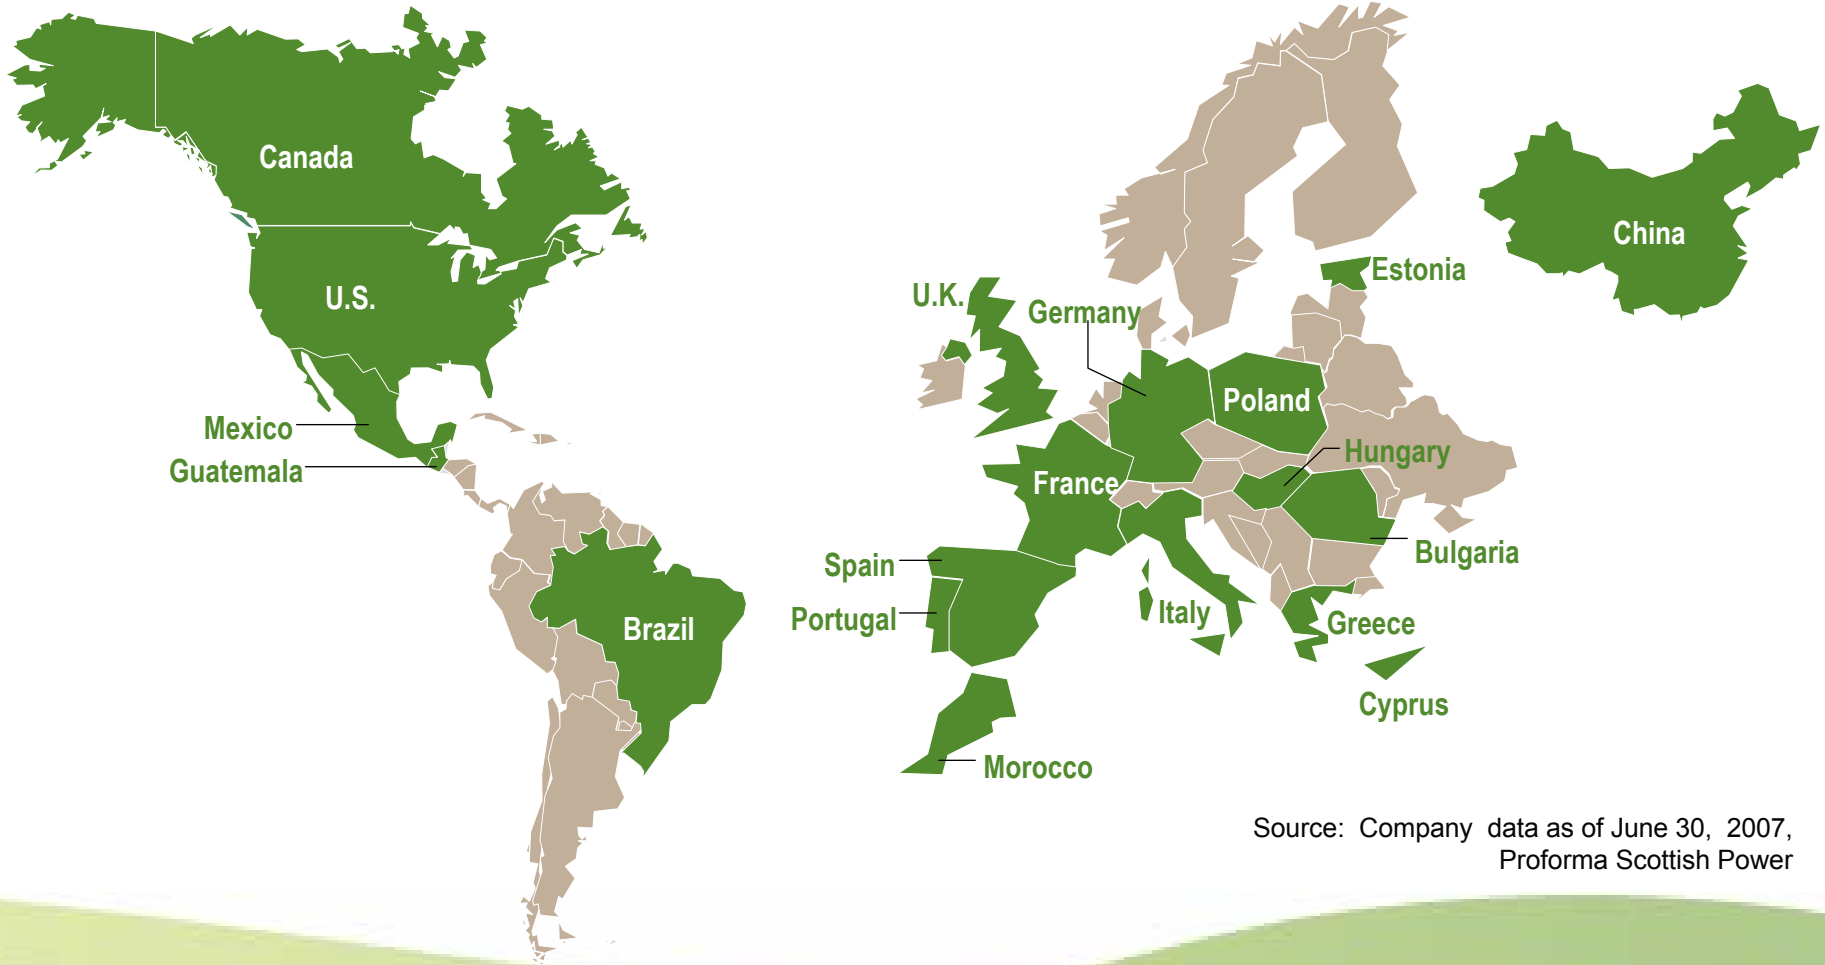 Canada
China
U.S.
Estonia
U.K.
Germany
Poland
Mexico
Hungary
Guatemala
France
Bulgaria
Spain
Italy
Portugal
Greece
Brazil
Cyprus
Morocco
Source: Company data as of June 30, 2007,
Proforma Scottish Power